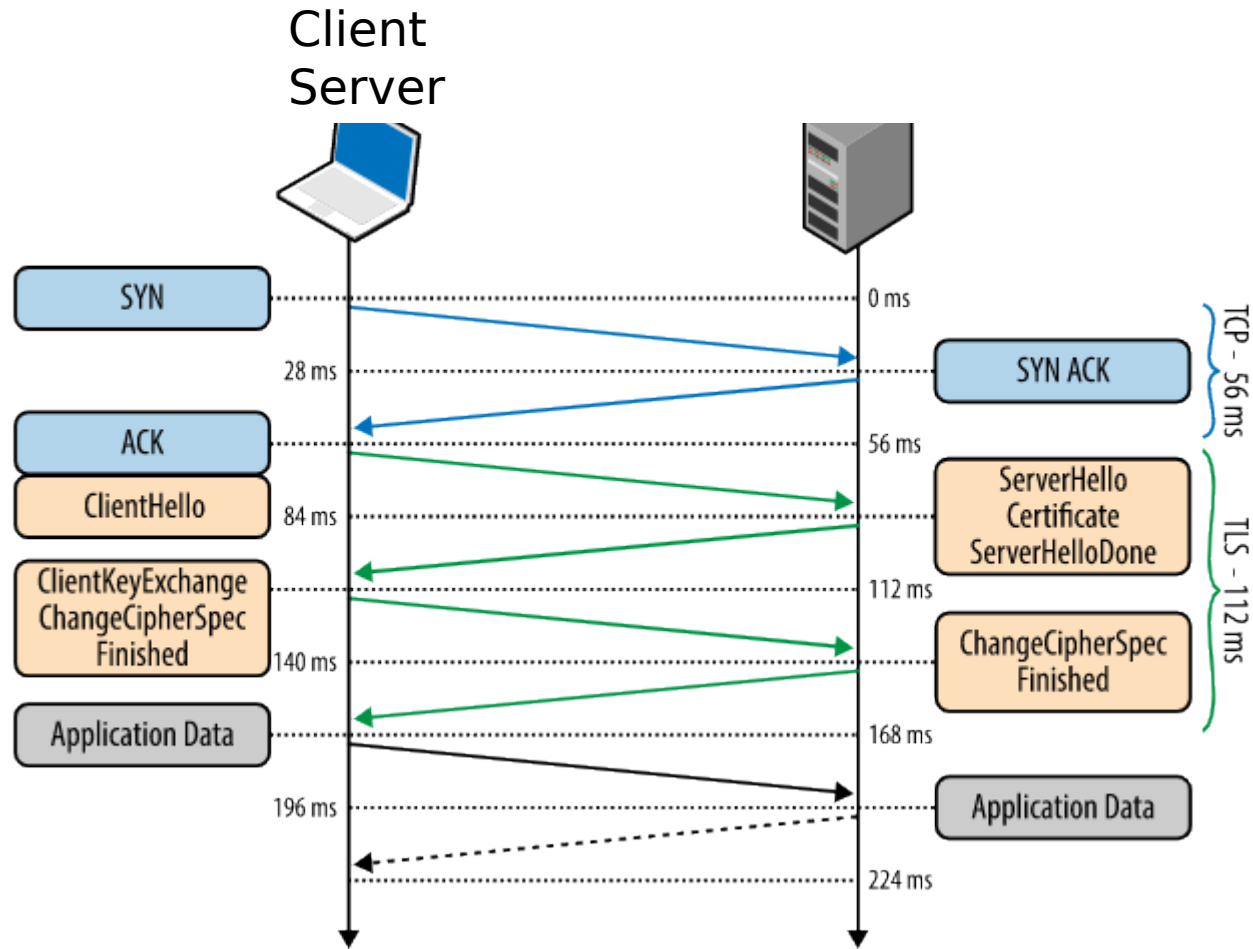 Client
Server
SYN
0 ms
28 ms
SYN ACK
TCP - 56 ms
ACK
56 ms
ClientHello
84 ms
ServerHello
Certificate
ServerHelloDone
TLS - 112 ms
ClientKeyExchange
ChangeCipherSpec
Finished
112 ms
140 ms
ChangeCipherSpec
Finished
Application Data
168 ms
196 ms
Application Data
224 ms